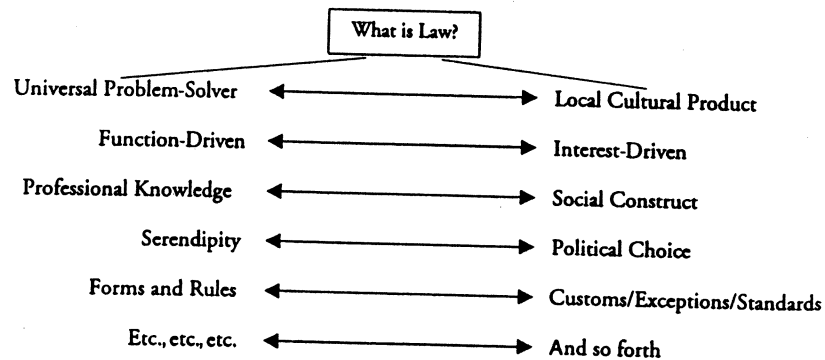 What is Law?
Universal Problem-Solver
Local Cultural Product
Function-Driven
Interest-Driven
Professional Knowledge
Social Construct
Serendipity
Political Choice
Forms and Rules
Customs/Exceptions/Standards
Etc., etc., etc.
And so forth